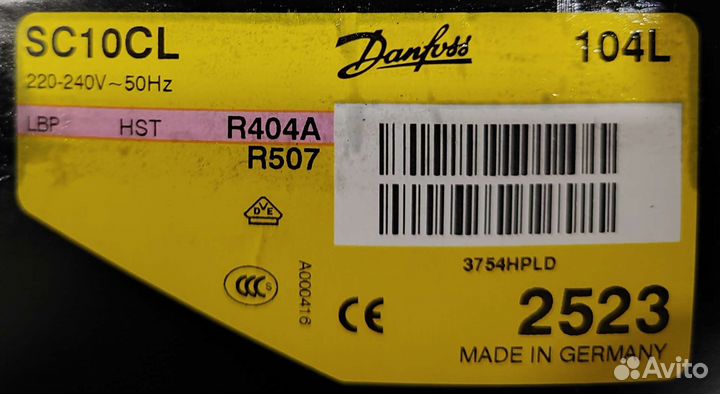 SC10CL
Danfoss
104L
220-240V~50Hz
LBP HST R404A
R507
DVE
3754HPLD
CCC S
A000416
CE
2523
MADE IN GERMANY
Avito